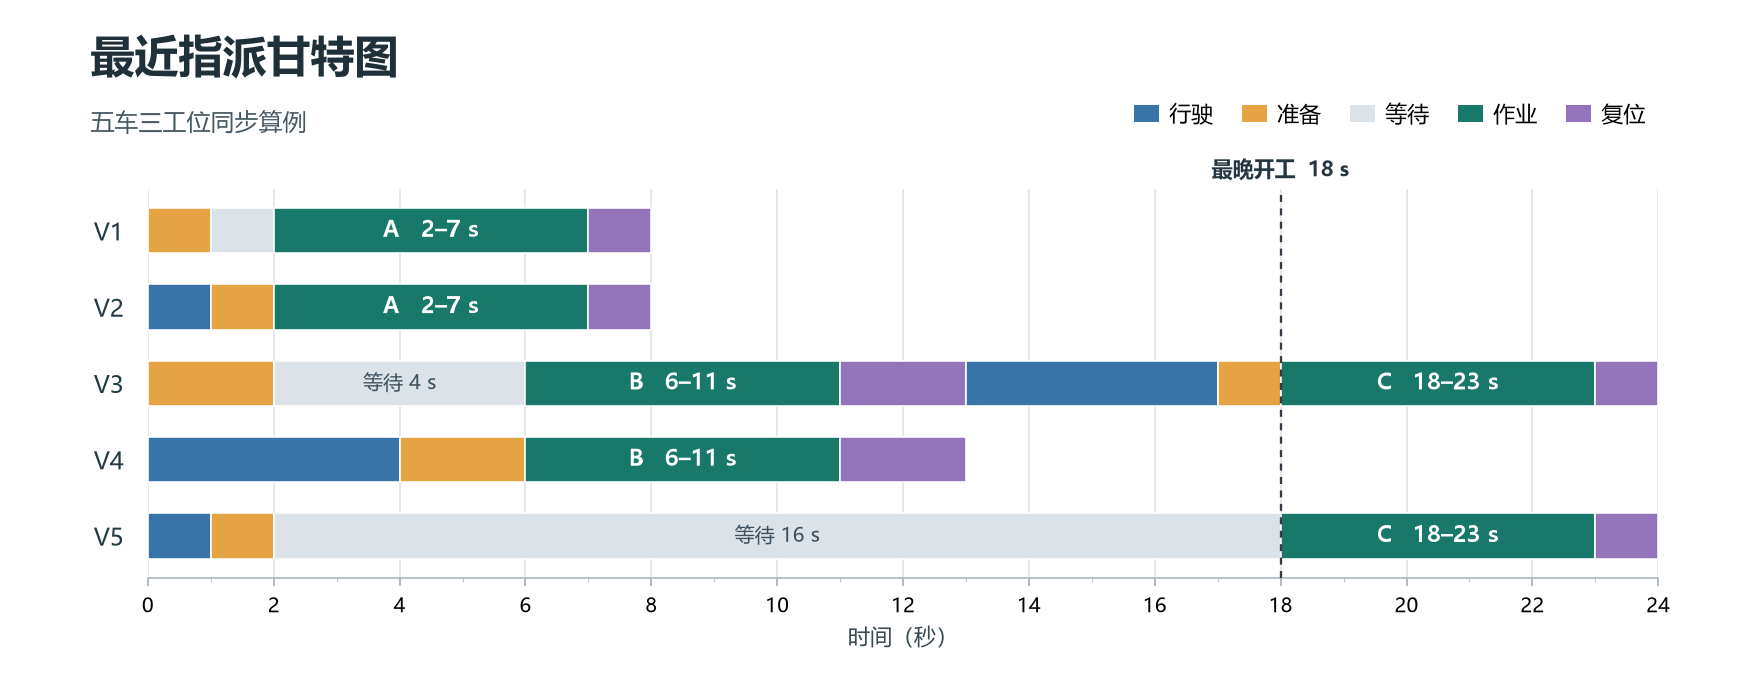 最近指派甘特图
五车三工位同步算例
行驶 准备 等待 作业 复位
最晚开工 18 s
V1 A 2–7 s
V2 A 2–7 s
V3 等待 4 s B 6–11 s C 18–23 s
V4 B 6–11 s
V5 等待 16 s C 18–23 s
0 2 4 6 8 10 12 14 16 18 20 22 24
时间（秒）